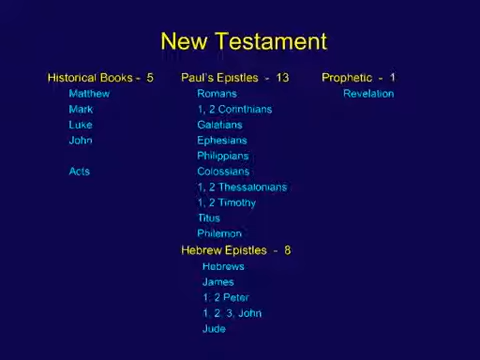 New Testament
Historical Books - 5
Matthew
Mark
Luke
John
Acts
Paul's Epistles - 13
Romans
1, 2 Corinthians
Galatians
Ephesians
Philippians
Colossians
1, 2 Thessalonians
1, 2 Timothy
Titus
Philemon
Hebrew Epistles - 8
Hebrews
James
1, 2 Peter
1, 2, 3, John
Jude
Prophetic - 1
Revelation